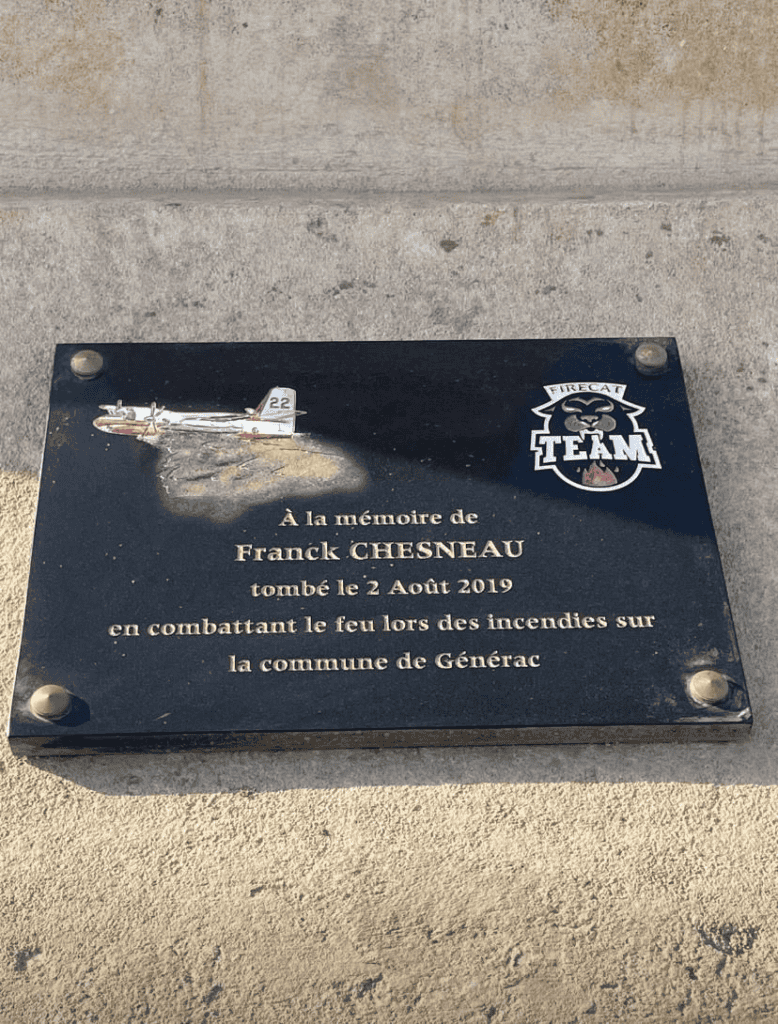 22
FIRECAT
TEAM
À la mémoire de
Franck CHESNEAU
tombé le 2 Août 2019
en combattant le feu lors des incendies sur
la commune de Générac